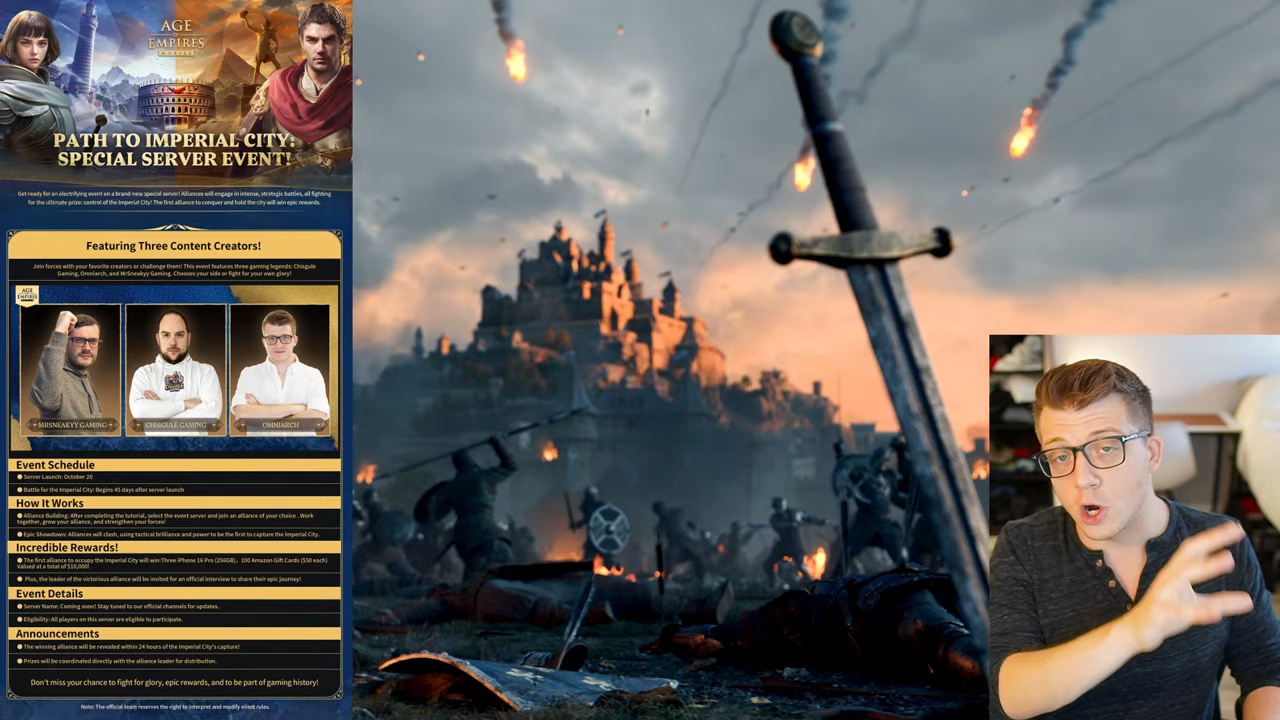 AGE
OF
EMPIRES
MOBILE
PATH TO IMPERIAL CITY:
SPECIAL SERVER EVENT!
Get ready for an electrifying event on a brand-new special server! Alliances will engage in intense, strategic battles, all fighting
for the ultimate prize: control of the Imperial City! The first alliance to conquer and hold the city will win epic rewards.
Featuring Three Content Creators!
Join forces with your favorite creators or challenge them! This event features three gaming legends: Chisgule
Gaming, Omniarch, and MrSneakyy Gaming. Chooses your side or fight for your own glory!
AGE
EMPIRES
MRSNEAKYY GAMING
CHISGULE GAMING
OMNIARCH
Event Schedule
Server Launch: October 20
Battle for the Imperial City: Begins 45 days after server launch
How It Works
Alliance Building: After completing the tutorial, select the event server and join an alliance of your choice . Work
together, grow your alliance, and strengthen your forces!
Epic Showdown: Alliances will clash, using tactical brilliance and power to be the first to capture the Imperial City.
Incredible Rewards!
The first alliance to occupy the Imperial City will win:Three iPhone 16 Pro (256GB), 100 Amazon Gift Cards ($50 each)
Valued at a total of $10,000!
Plus, the leader of the victorious alliance will be invited for an official interview to share their epic journey!
Event Details
Server Name: Coming soon! Stay tuned to our official channels for updates.
Eligibility: All players on this server are eligible to participate.
Announcements
The winning alliance will be revealed within 24 hours of the Imperial City's capture!
Prizes will be coordinated directly with the alliance leader for distribution.
Don't miss your chance to fight for glory, epic rewards, and to be part of gaming history!
Note: The official team reserves the right to interpret and modify event rules.